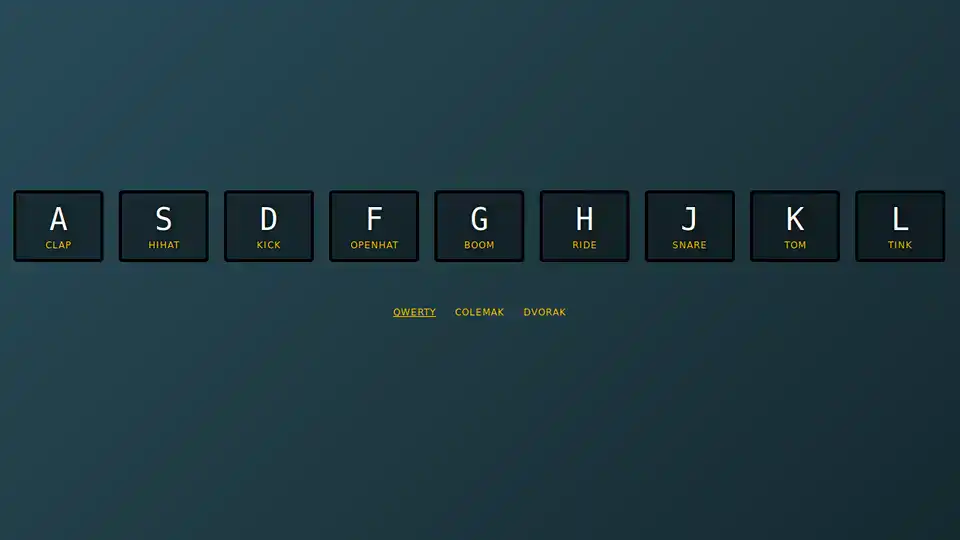 A S D F G H J K L
CLAP HIHAT KICK OPENHAT BOOM RIDE SNARE TOM TINK
QWERTY COLEMAK DVORAK